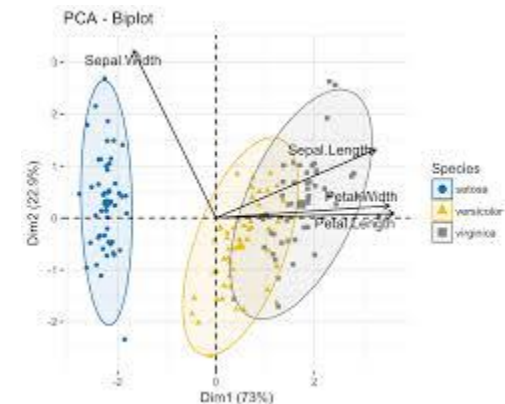 PCA - Biplot
Sepal.Width
Sepal.Length
Petal.Width
Petal.Length
3
2
1
0
-1
-2
Dim2 (22.9%)
-2
0
2
Dim1 (73%)
Species
setosa
versicolor
virginica